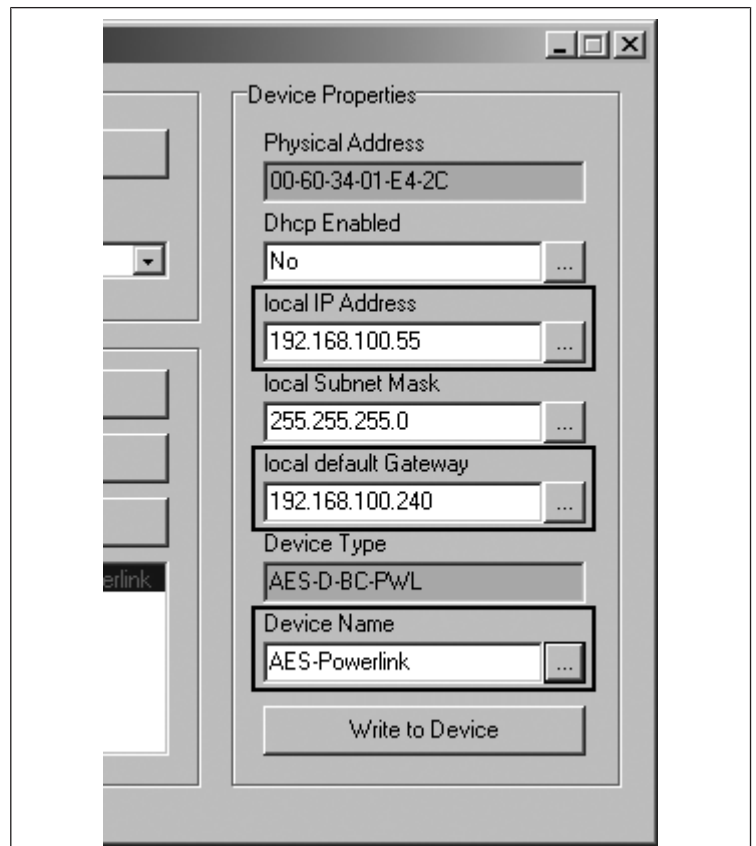 Device Properties
Physical Address
00-60-34-01-E4-2C
Dhcp Enabled
No
...
local IP Address
192.168.100.55
...
local Subnet Mask
255.255.255.0
...
local default Gateway
192.168.100.240
...
Device Type
AES-D-BC-PWL
erlink
Device Name
AES-Powerlink
...
Write to Device